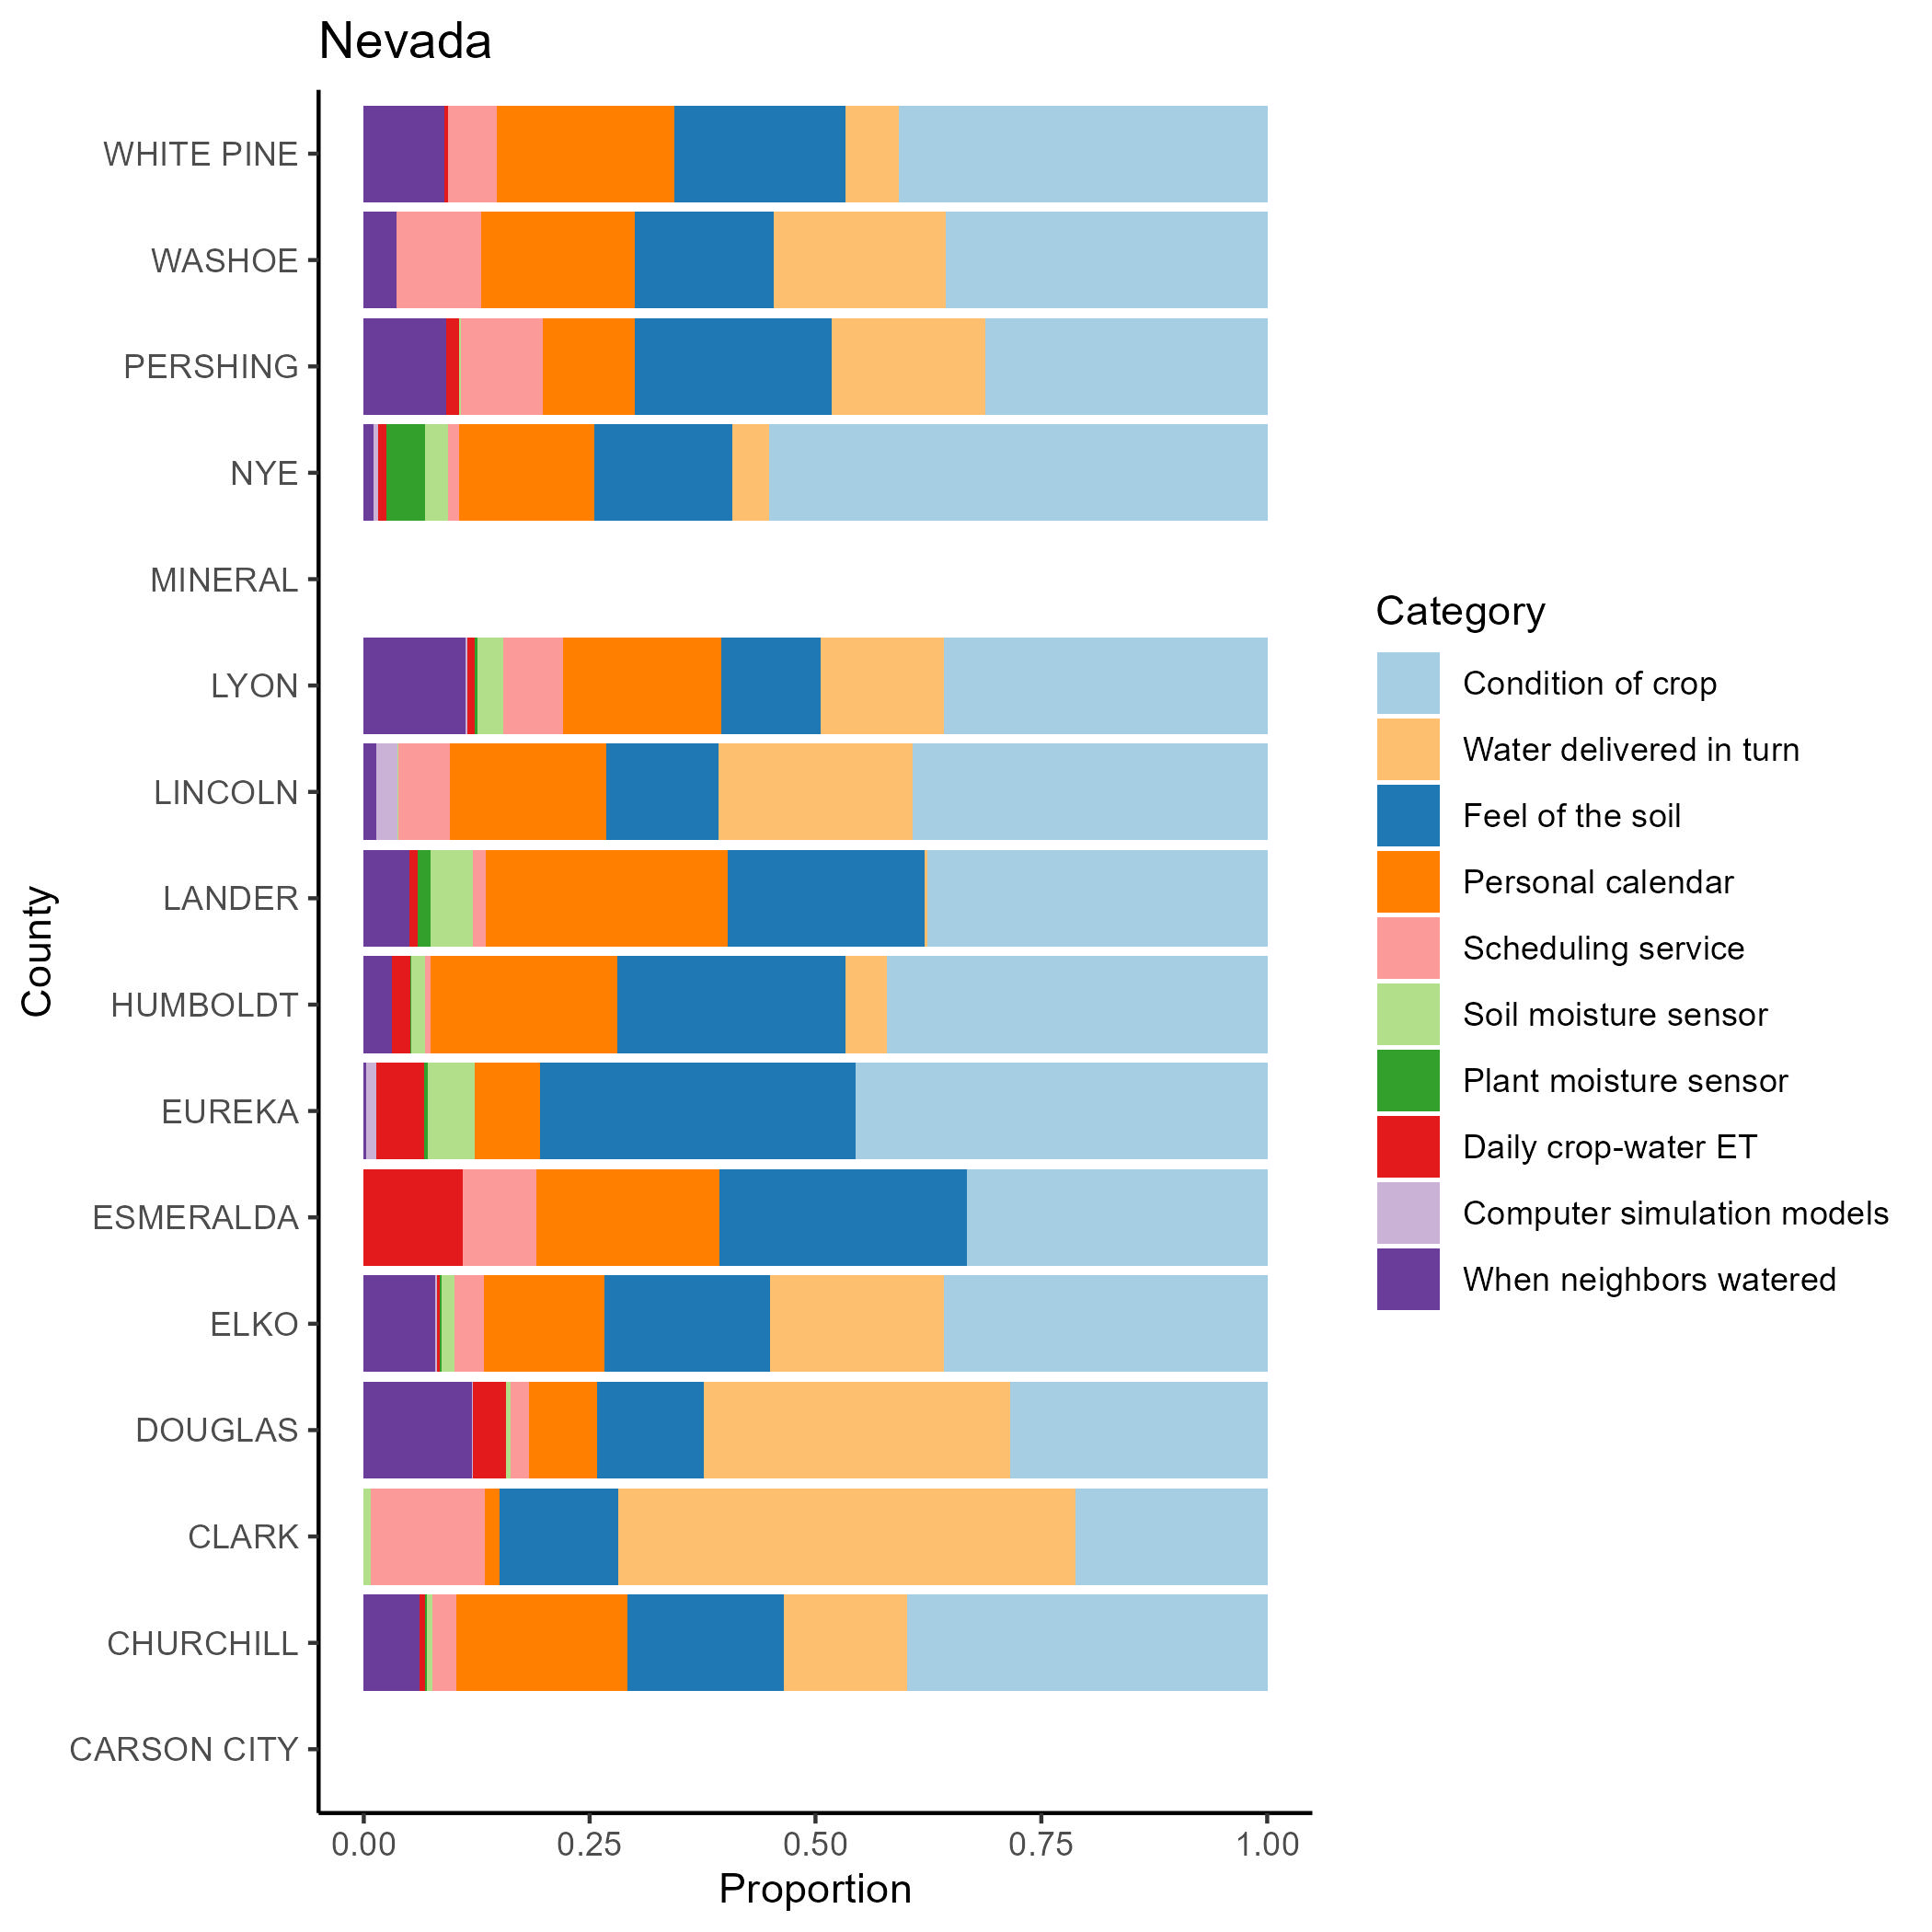 Nevada
WHITE PINE
WASHOE
PERSHING
NYE
MINERAL
LYON
LINCOLN
LANDER
HUMBOLDT
EUREKA
ESMERALDA
ELKO
DOUGLAS
CLARK
CHURCHILL
CARSON CITY
County
0.00 0.25 0.50 0.75 1.00
Proportion
Category
Condition of crop
Water delivered in turn
Feel of the soil
Personal calendar
Scheduling service
Soil moisture sensor
Plant moisture sensor
Daily crop-water ET
Computer simulation models
When neighbors watered